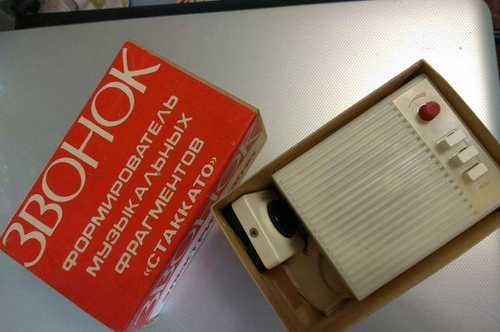 ЗВОНОК
ФОРМИРОВАТЕЛЬ
МУЗЫКАЛЬНЫХ
ФРАГМЕНТОВ
«СТАККАТО»